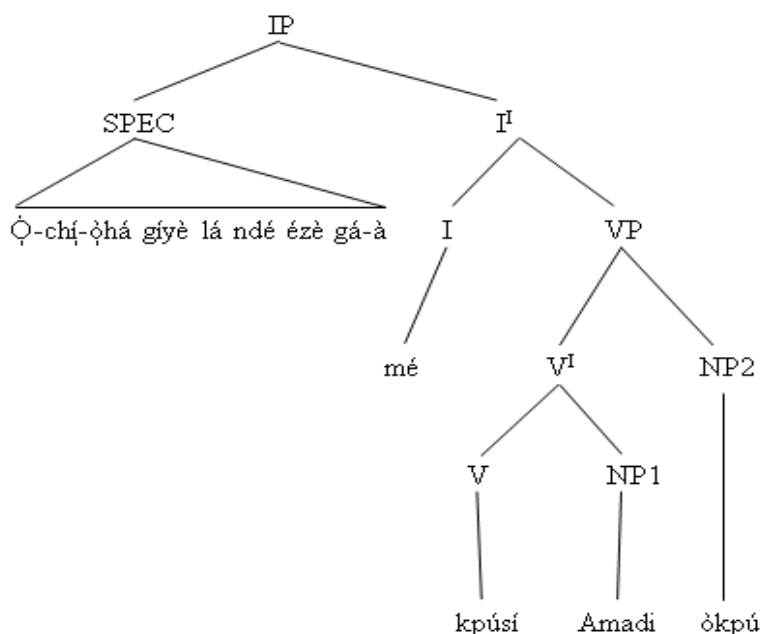 IP
SPEC I^I
Ọ̀-chị́-ọ̀há gíyè lá ndé ézè gá-à I VP
mé V^I NP2
V NP1
kpúsí Amadi òkpú